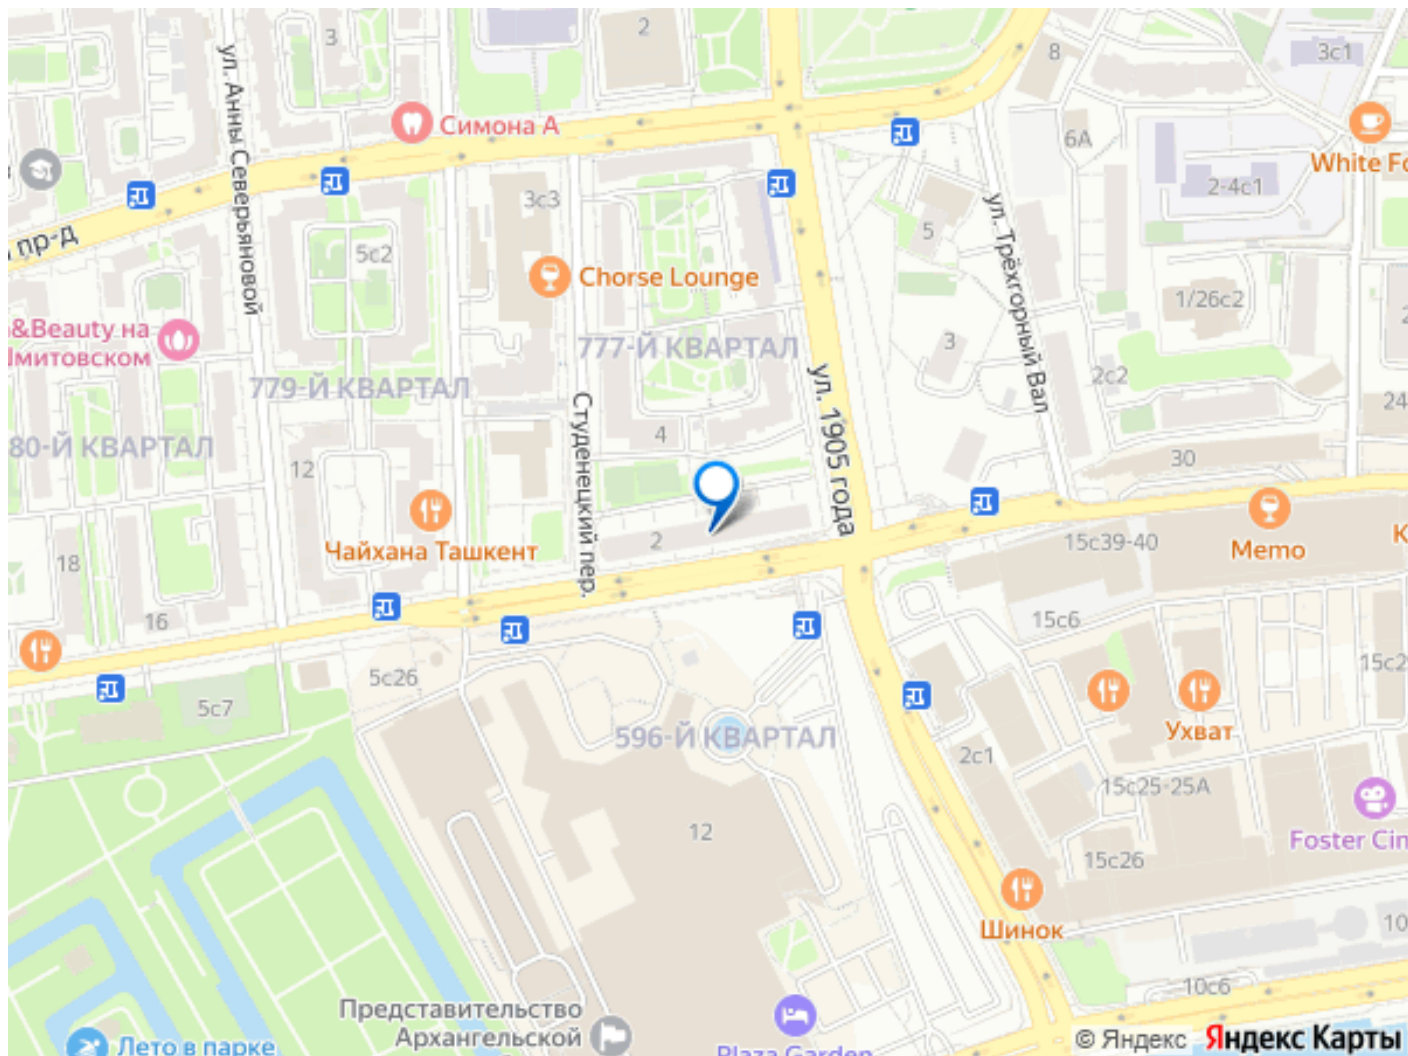 3
2
8
3с1
ул. Анны Северьяновой
Симона А
6А
White Fo
2-4с1
3с3
5
ул. Трёхгорный Вал
пр-д
5с2
Chorse Lounge
1/26с2
&Beauty на
митовском
777-Й КВАРТАЛ
3
779-Й КВАРТАЛ
ул. 1905 года
2с2
24
Студенецкий пер.
80-Й КВАРТАЛ
4
12
30
Чайхана Ташкент
2
15с39-40
Memo
К
18
16
15с6
5с26
15с2
5с7
596-Й КВАРТАЛ
Ухват
2с1
15с25-25А
12
Foster Cin
15с26
Шинок
10
10с6
Представительство
Архангельской
Лето в парке
Plaza Garden
© Яндекс Яндекс Карты